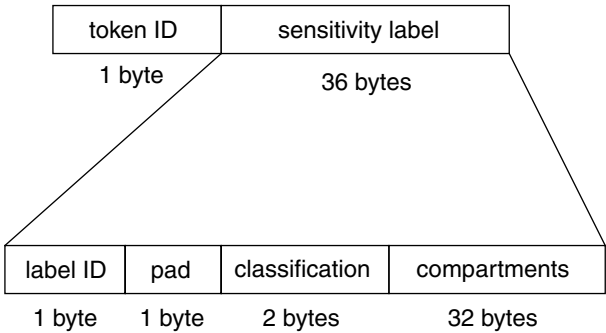 token ID sensitivity label
1 byte 36 bytes
label ID pad classification compartments
1 byte 1 byte 2 bytes 32 bytes